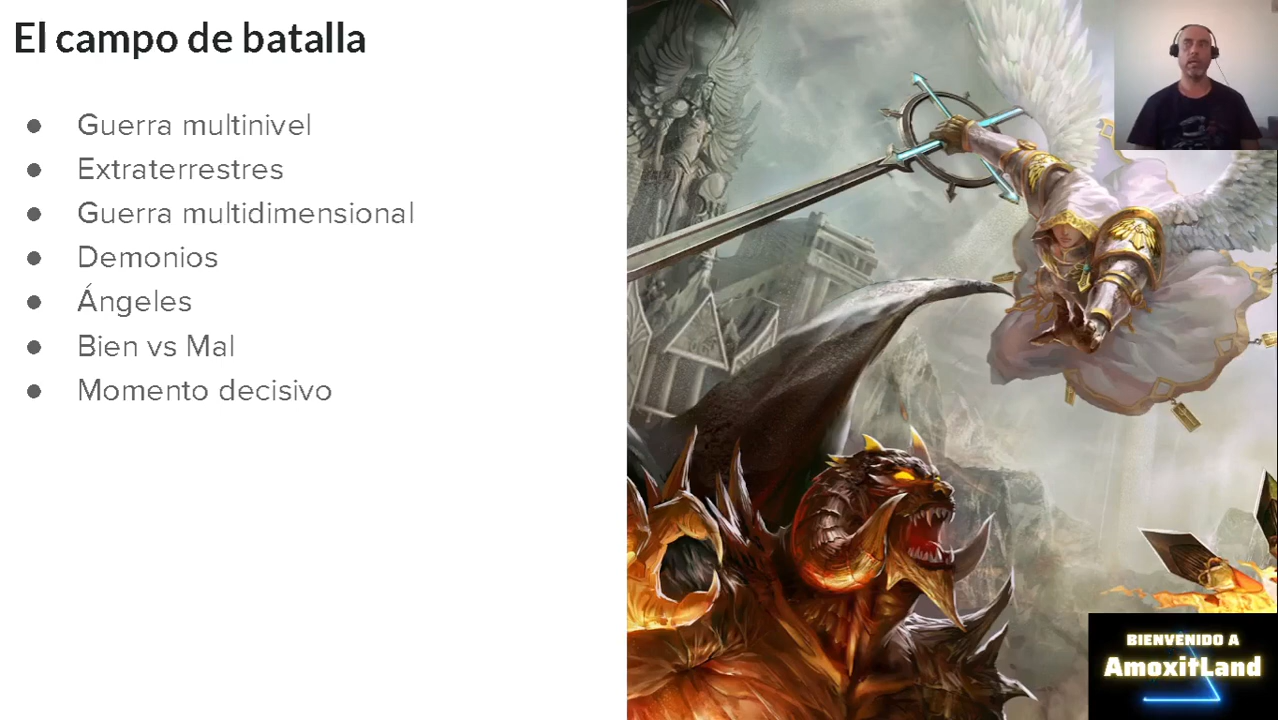 El campo de batalla
● Guerra multinivel
● Extraterrestres
● Guerra multidimensional
● Demonios
● Ángeles
● Bien vs Mal
● Momento decisivo
BIENVENIDO A
AmoxitLand